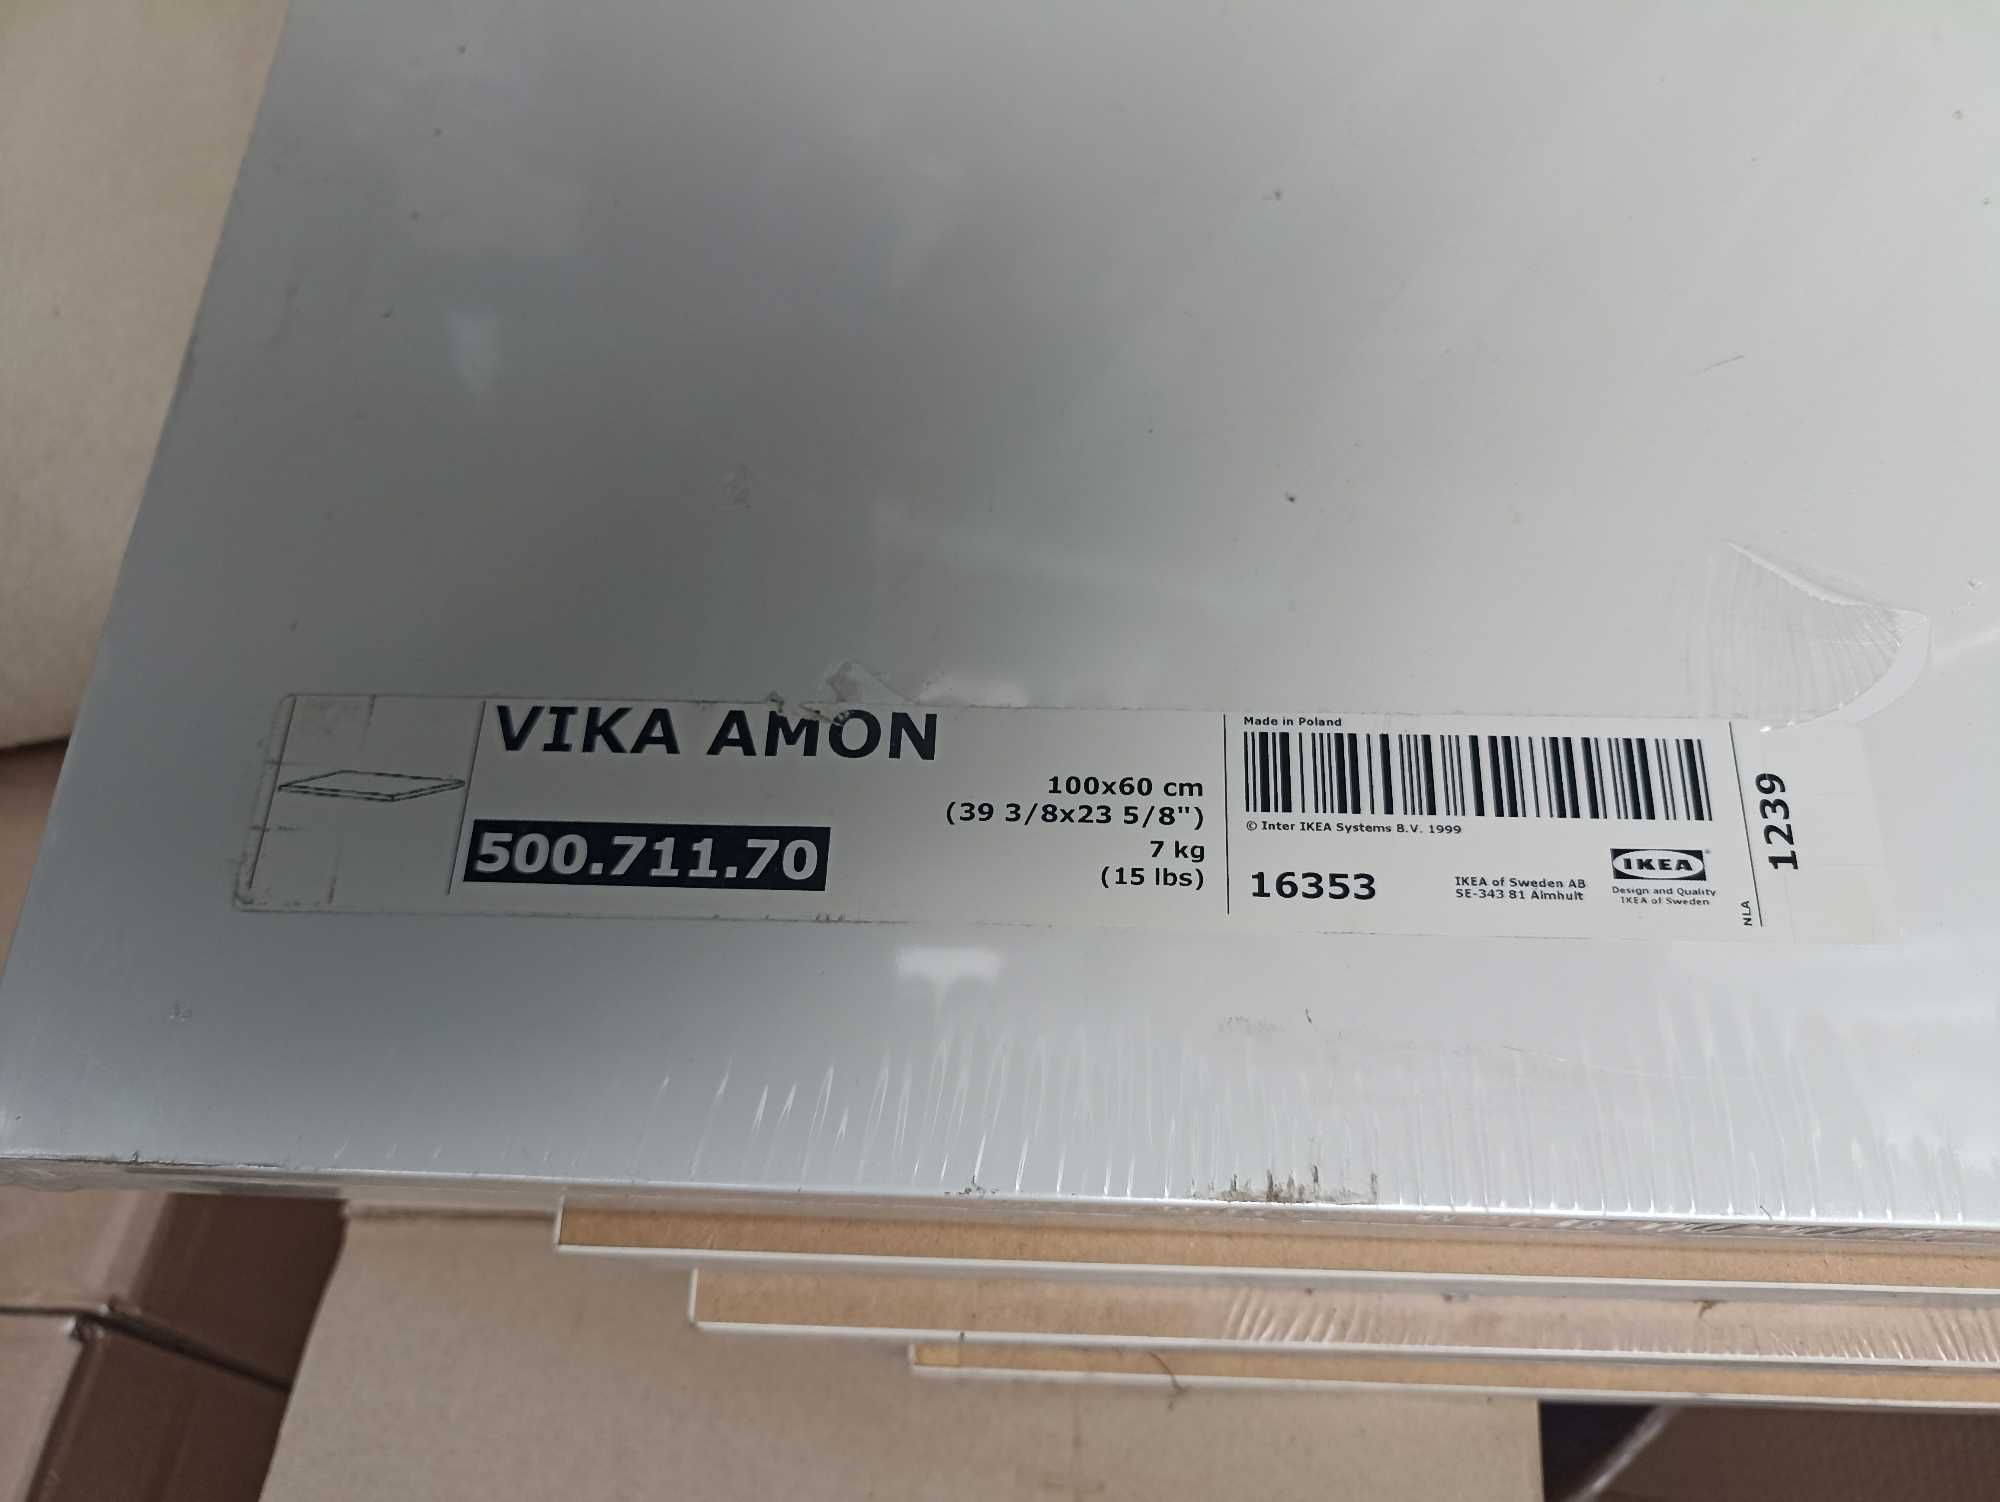 VIKA AMON
100x60 cm
(39 3/8x23 5/8")
500.711.70
7 kg
(15 lbs)
Made in Poland
© Inter IKEA Systems B.V. 1999
16353
IKEA of Sweden AB
SE-343 81 Älmhult
IKEA®
Design and Quality
IKEA of Sweden
NLA
1239